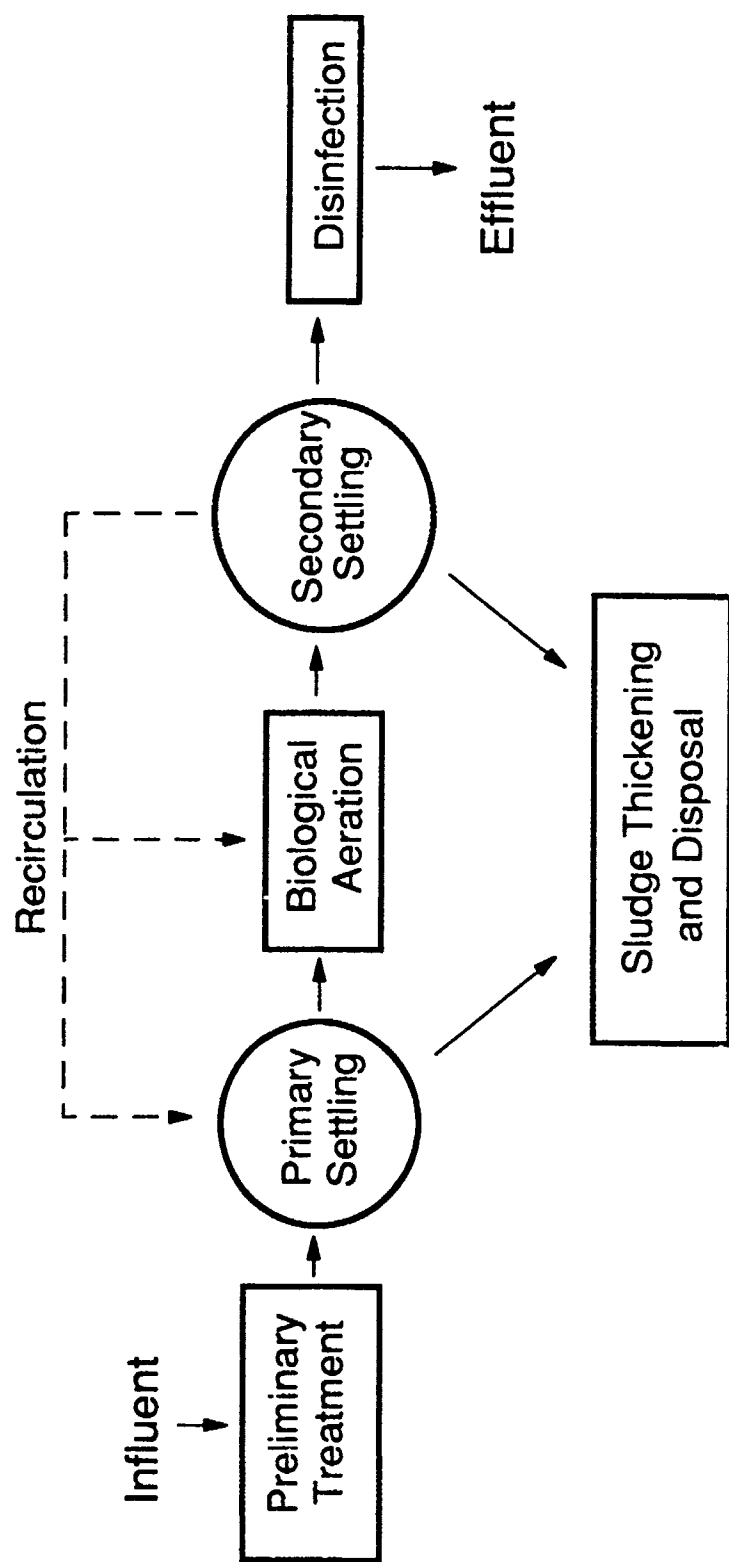 Recirculation
Influent
Preliminary
Treatment
Primary
Settling
Biological
Aeration
Secondary
Settling
Disinfection
Effluent
Sludge Thickening
and Disposal